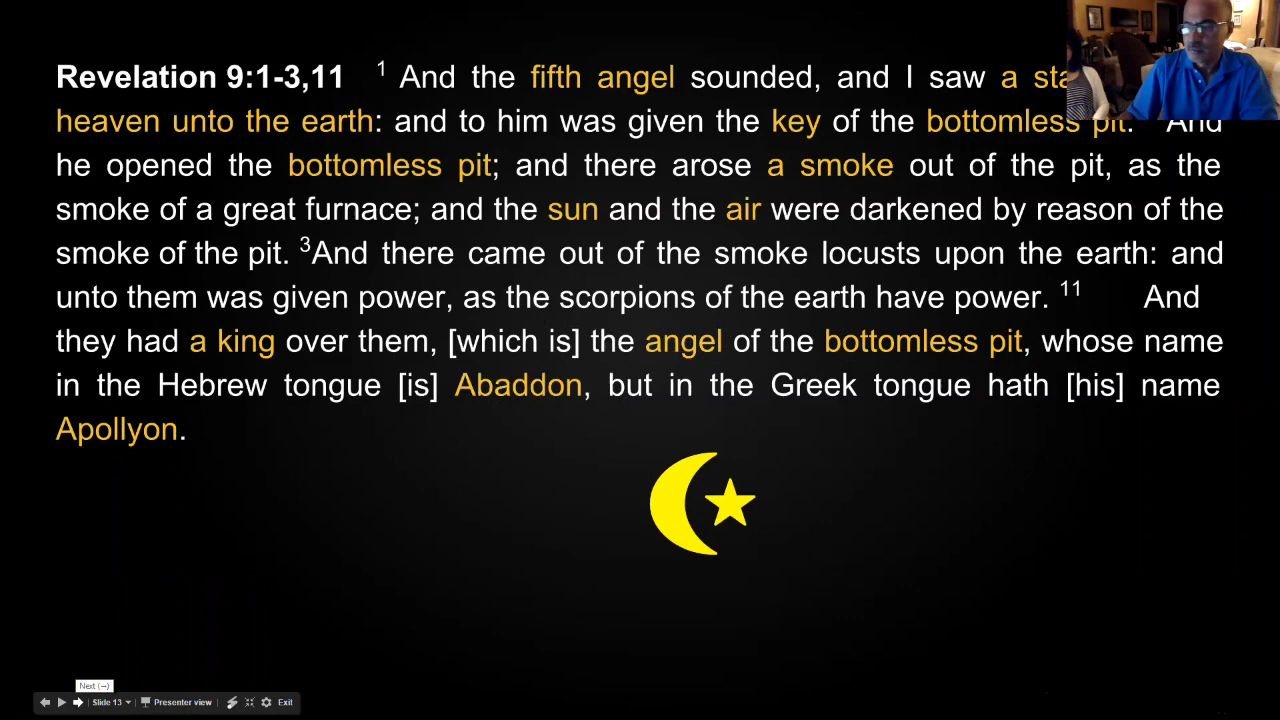 Revelation 9:1-3,11 1 And the fifth angel sounded, and I saw a
heaven unto the earth: and to him was given the key of the bottomless pit. And
he opened the bottomless pit; and there arose a smoke out of the pit, as the
smoke of a great furnace; and the sun and the air were darkened by reason of the
smoke of the pit. 3And there came out of the smoke locusts upon the earth: and
unto them was given power, as the scorpions of the earth have power. 11 And
they had a king over them, [which is] the angel of the bottomless pit, whose name
in the Hebrew tongue [is] Abaddon, but in the Greek tongue hath [his] name
Apollyon.
Next (→)
Slide 13 Presenter view Exit